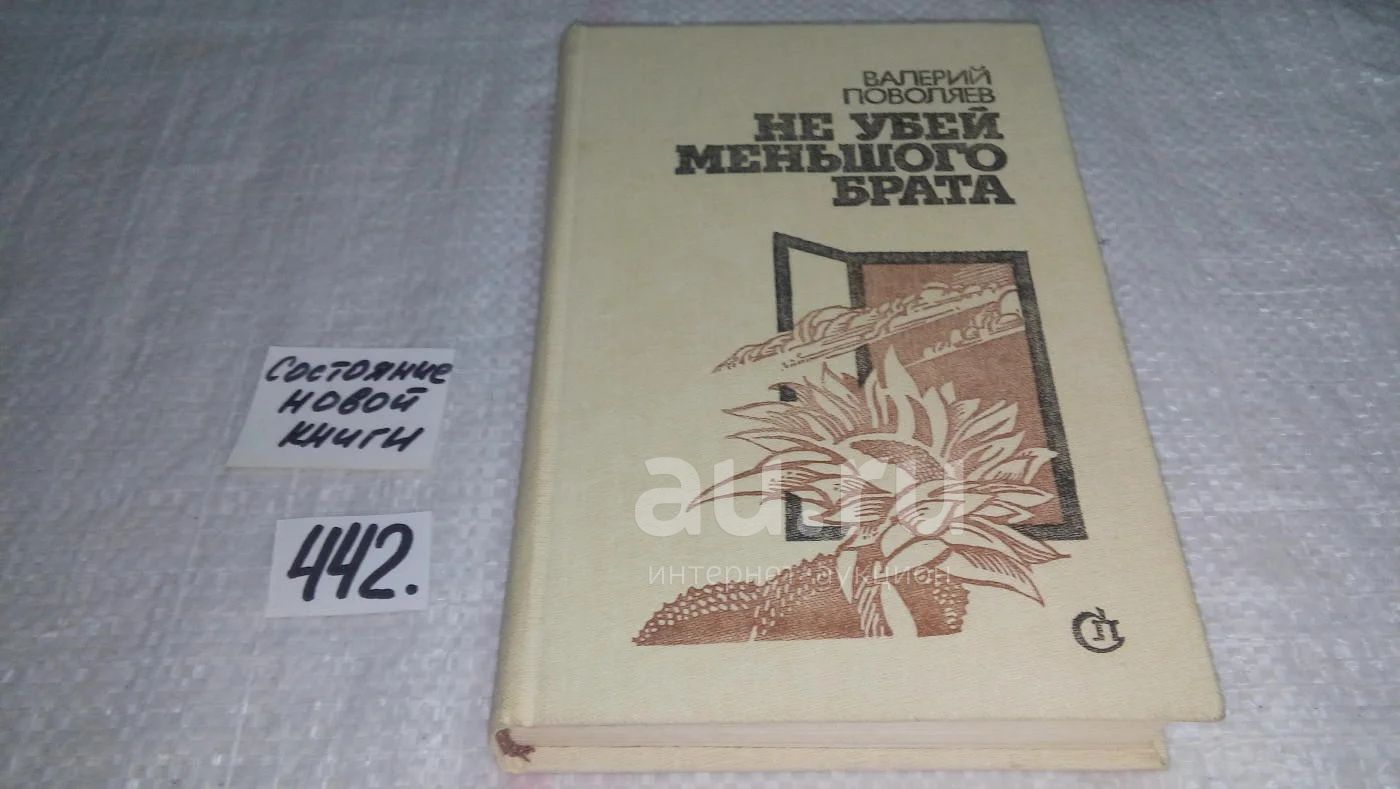 ВАЛЕРИЙ
ПОВОЛЯЕВ
НЕ УБЕЙ
МЕНЬШОГО
БРАТА
Состояние
новой
книги
442.
au.ru
интернет-аукцион